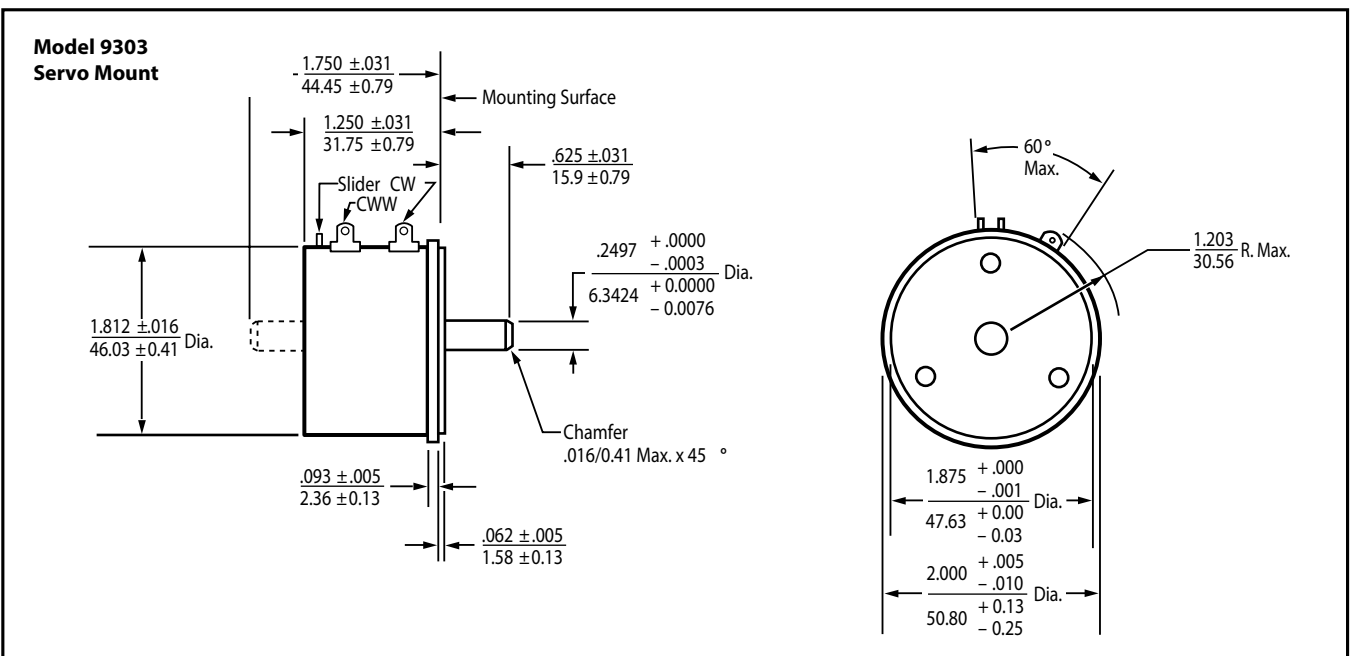 Model 9303
Servo Mount
1.750 ±.031
44.45 ±0.79
Mounting Surface
1.250 ±.031
31.75 ±0.79
.625 ±.031
15.9 ±0.79
Slider CW
CWW
.2497 + .0000
– .0003
Dia.
6.3424 + 0.0000
– 0.0076
1.812 ±.016
46.03 ±0.41
Dia.
Chamfer
.016/0.41 Max. x 45 °
.093 ±.005
2.36 ±0.13
.062 ±.005
1.58 ±0.13
60°
Max.
1.203
30.56
R. Max.
1.875 + .000
– .001
Dia.
47.63 + 0.00
– 0.03
2.000 + .005
– .010
Dia.
50.80 + 0.13
– 0.25